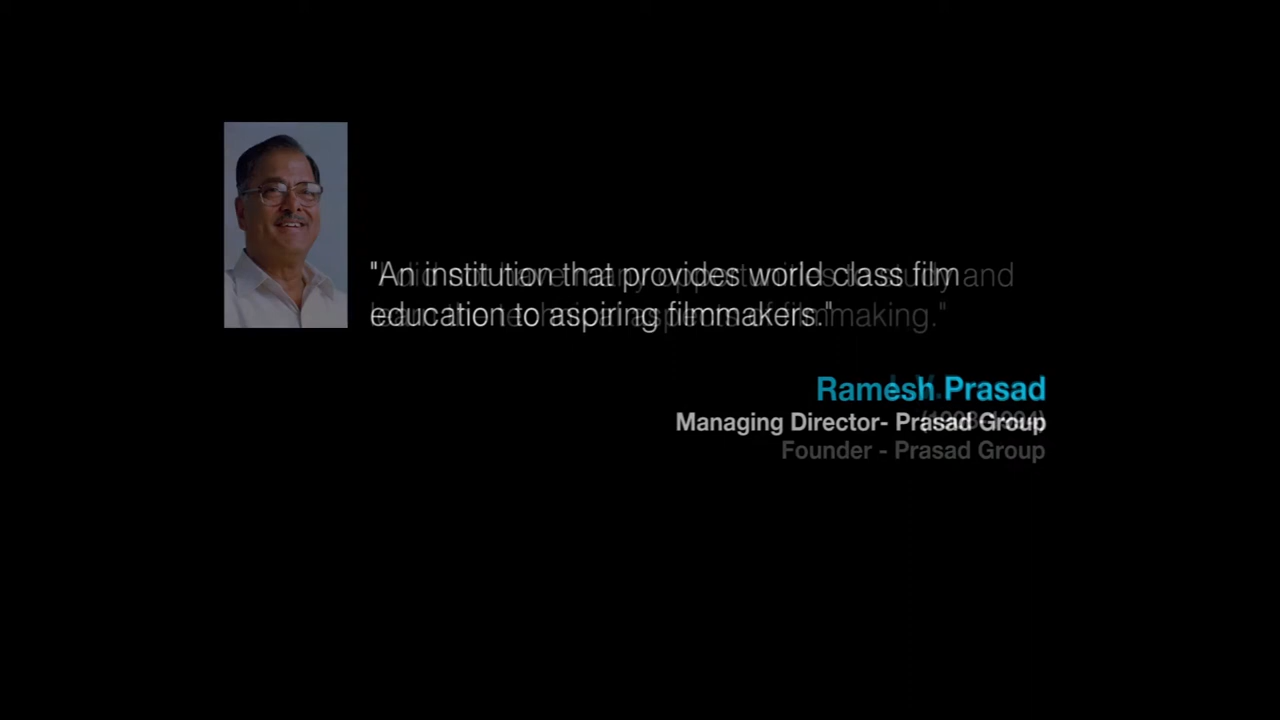 "An institution that provides world class film
education to aspiring filmmakers."
Ramesh Prasad
Managing Director- Prasad Group
Founder - Prasad Group